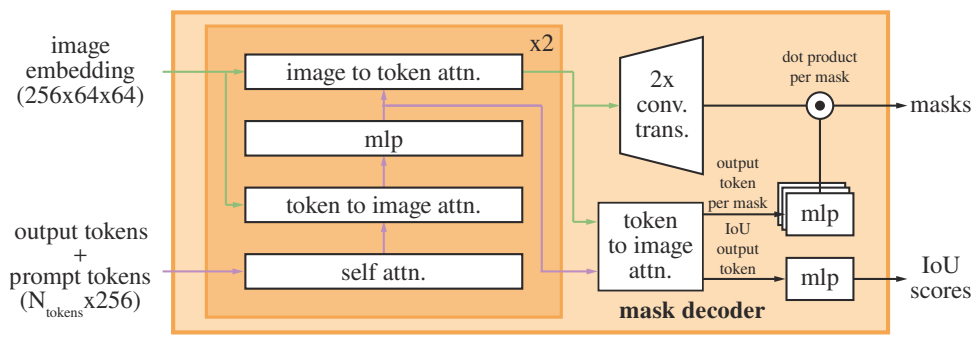 image
embedding
(256x64x64)
output tokens
+
prompt tokens
(N_tokens x256)
x2
image to token attn.
mlp
token to image attn.
self attn.
2x
conv.
trans.
token
to image
attn.
mask decoder
dot product
per mask
output
token
per mask
IoU
output
token
mlp
mlp
masks
IoU
scores